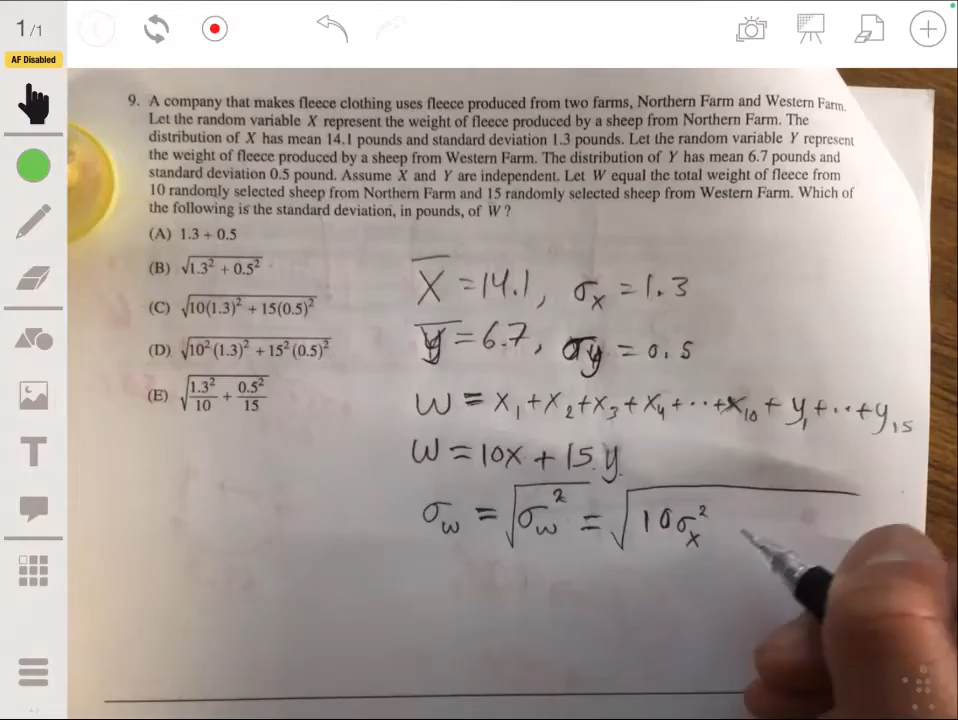 1/1
AF Disabled
T
9. A company that makes fleece clothing uses fleece produced from two farms, Northern Farm and Western Farm.
Let the random variable X represent the weight of fleece produced by a sheep from Northern Farm. The
distribution of X has mean 14.1 pounds and standard deviation 1.3 pounds. Let the random variable Y represent
the weight of fleece produced by a sheep from Western Farm. The distribution of Y has mean 6.7 pounds and
standard deviation 0.5 pound. Assume X and Y are independent. Let W equal the total weight of fleece from
10 randomly selected sheep from Northern Farm and 15 randomly selected sheep from Western Farm. Which of
the following is the standard deviation, in pounds, of W?
(A) 1.3 + 0.5
(B) √(1.3² + 0.5²)
(C) √(10(1.3)² + 15(0.5)²)
(D) √(10²(1.3)² + 15²(0.5)²)
(E) √(1.3²/10 + 0.5²/15)
X̅ = 14.1, σₓ = 1.3
y̅ = 6.7, σy = 0.5
W = x₁ + x₂ + x₃ + x₄ + ·· + x₁₀ + y₁ + ·· + y₁₅
W = 10x + 15y
σw = √(σw²) = √(10σₓ²